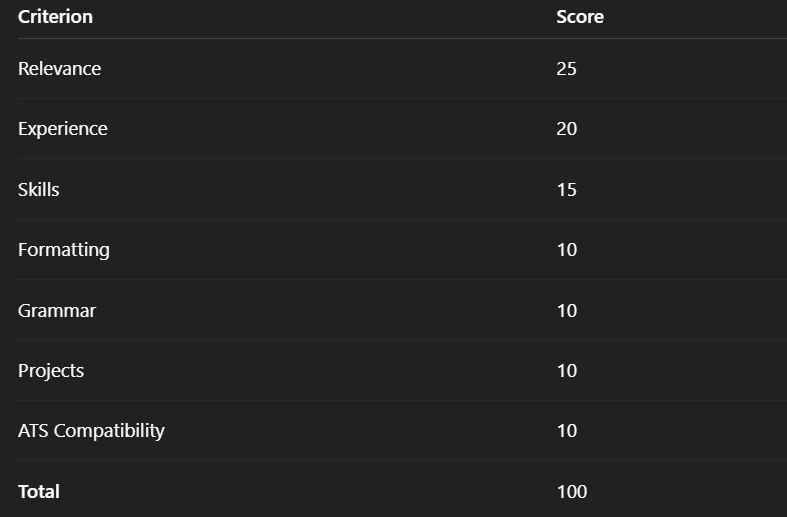 Criterion Score
Relevance 25
Experience 20
Skills 15
Formatting 10
Grammar 10
Projects 10
ATS Compatibility 10
Total 100